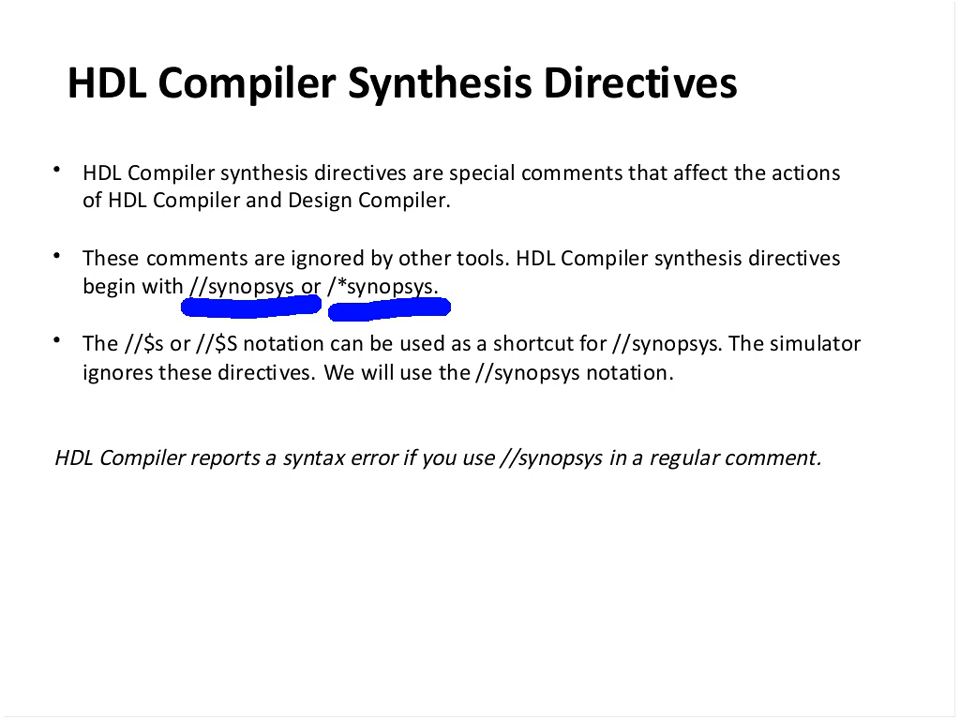 HDL Compiler Synthesis Directives
• HDL Compiler synthesis directives are special comments that affect the actions
of HDL Compiler and Design Compiler.
• These comments are ignored by other tools. HDL Compiler synthesis directives
begin with //synopsys or /*synopsys.
• The //$s or //$S notation can be used as a shortcut for //synopsys. The simulator
ignores these directives. We will use the //synopsys notation.
HDL Compiler reports a syntax error if you use //synopsys in a regular comment.